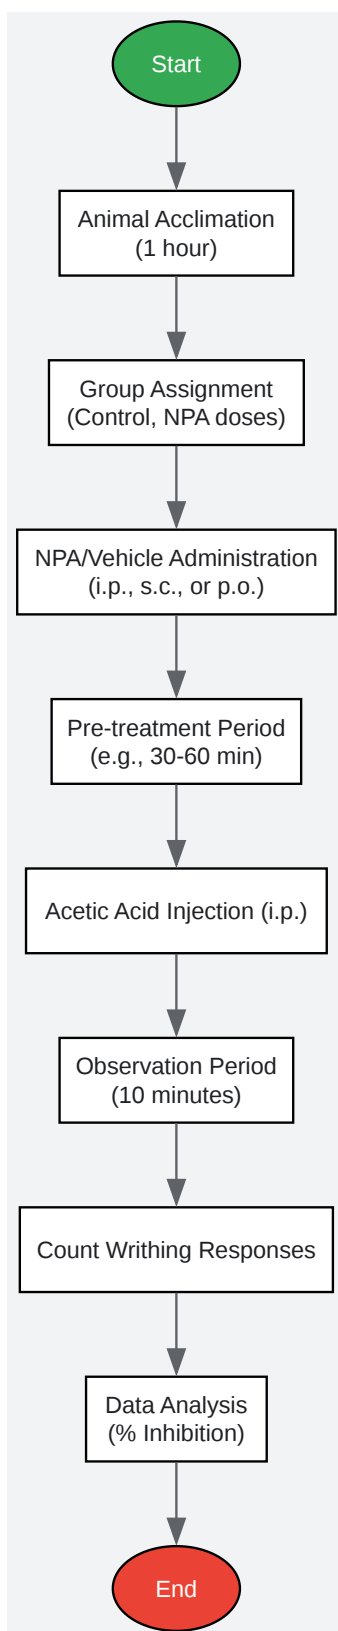 Start
Animal Acclimation
(1 hour)
Group Assignment
(Control, NPA doses)
NPA/Vehicle Administration
(i.p., s.c., or p.o.)
Pre-treatment Period
(e.g., 30-60 min)
Acetic Acid Injection (i.p.)
Observation Period
(10 minutes)
Count Writhing Responses
Data Analysis
(% Inhibition)
End